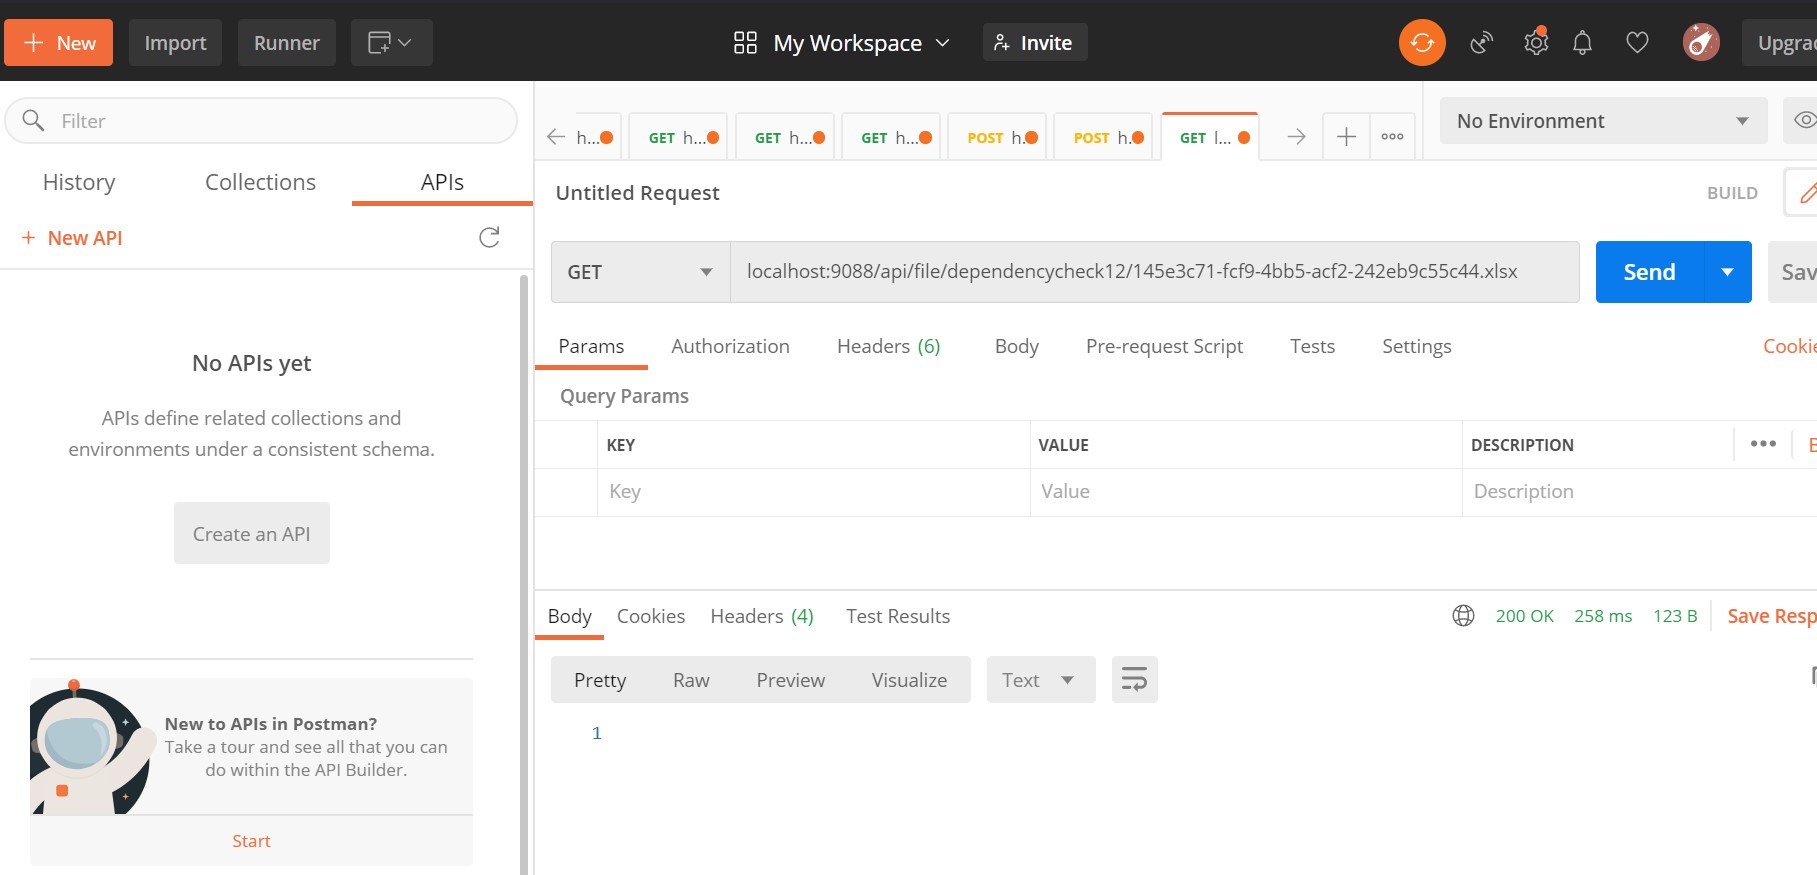 New
Import
Runner
My Workspace
Invite
Filter
h...
GET h...
GET h...
GET h...
POST h.
POST h.
GET l...
No Environment
History
Collections
APIs
Untitled Request
BUILD
+ New API
GET
localhost:9088/api/file/dependencycheck12/145e3c71-fcf9-4bb5-acf2-242eb9c55c44.xlsx
Send
Params
Authorization
Headers (6)
Body
Pre-request Script
Tests
Settings
Query Params
No APIs yet
APIs define related collections and
environments under a consistent schema.
Create an API
KEY
VALUE
DESCRIPTION
Key
Value
Description
Body
Cookies
Headers (4)
Test Results
200 OK
258 ms
123 B
Save
Pretty
Raw
Preview
Visualize
Text
1
New to APIs in Postman?
Take a tour and see all that you can
do within the API Builder.
Start